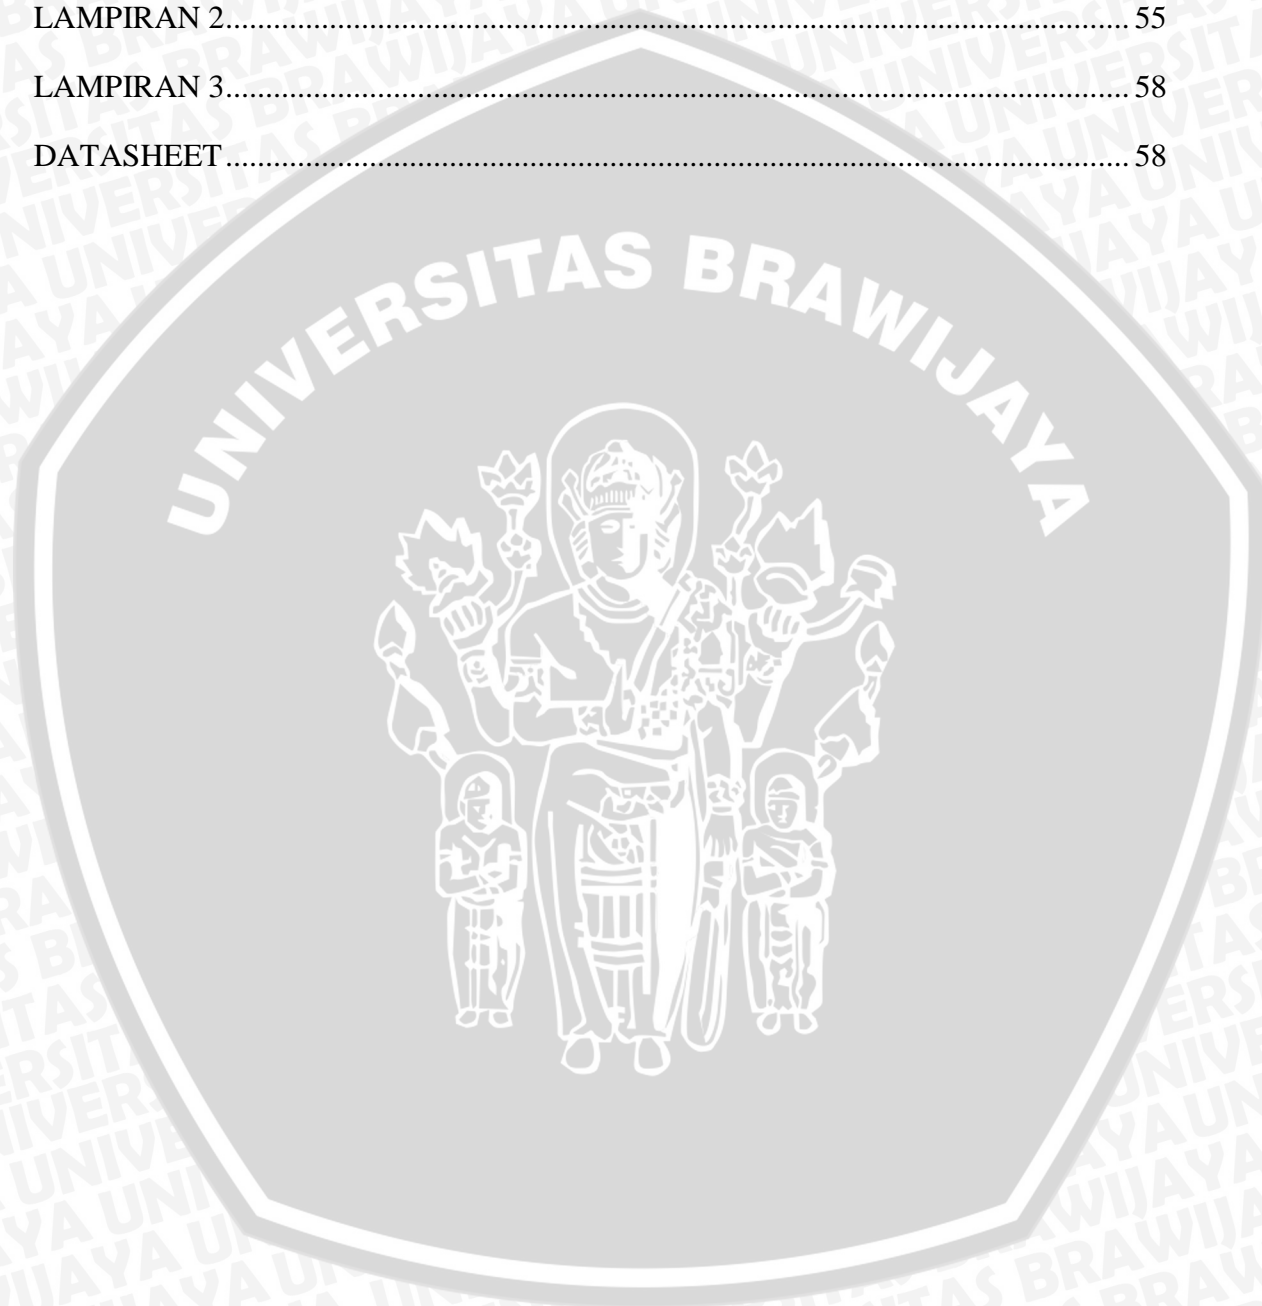 LAMPIRAN 2.................................................................................................................. 55
LAMPIRAN 3.................................................................................................................. 58
DATASHEET.................................................................................................................. 58
UNIVERSITAS BRAWIJAYA